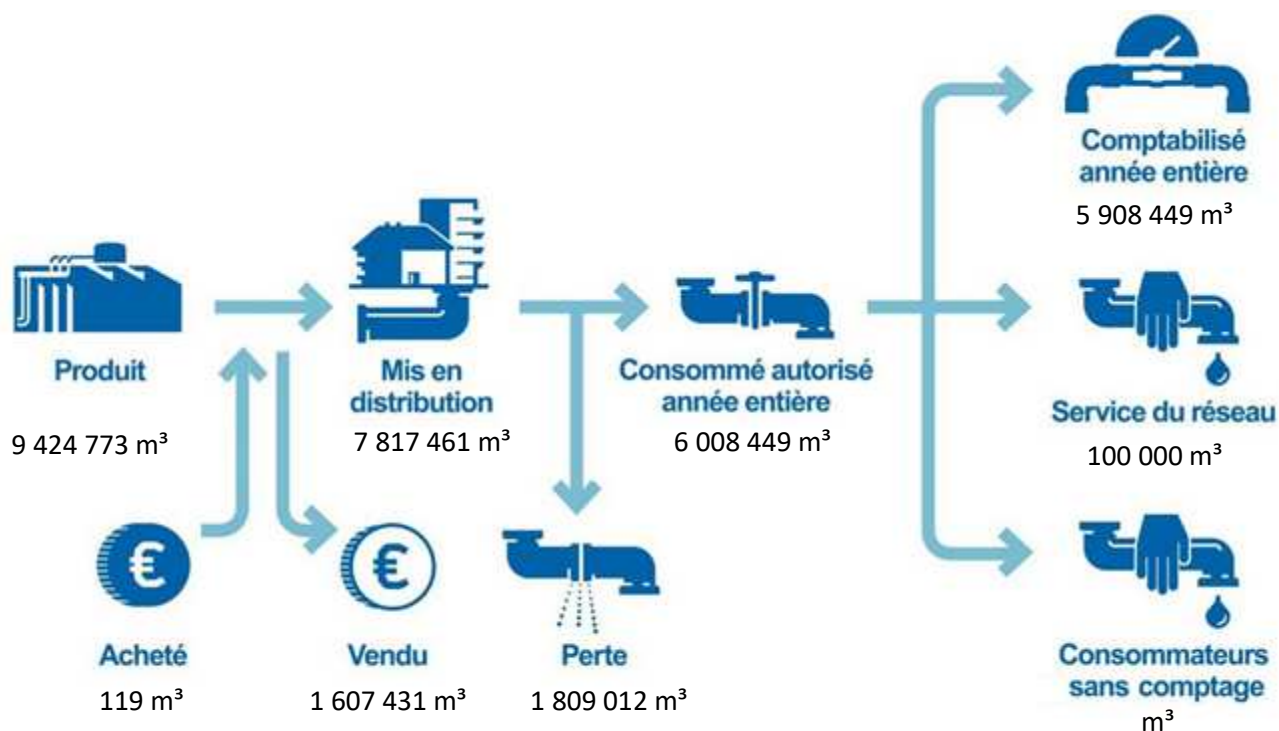 Comptabilisé
année entière
5 908 449 m³
Produit
9 424 773 m³
Mis en
distribution
7 817 461 m³
Consommé autorisé
année entière
6 008 449 m³
Service du réseau
100 000 m³
€
Acheté
119 m³
€
Vendu
1 607 431 m³
Perte
1 809 012 m³
Consommateurs
sans comptage
m³